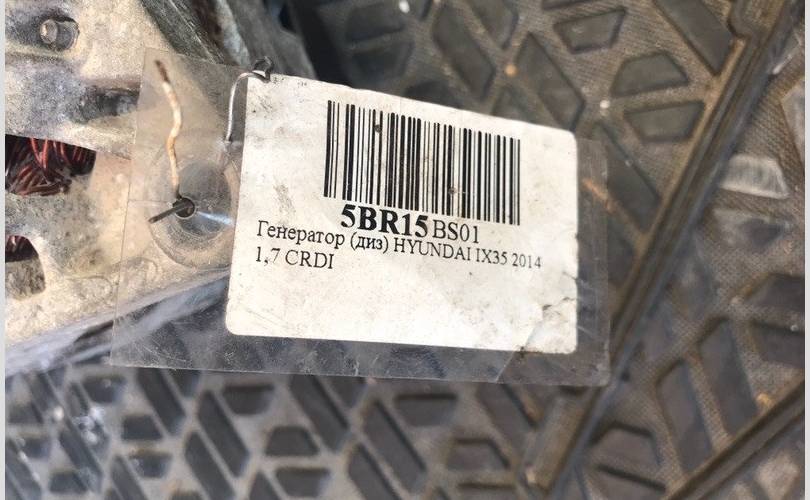 5BR15BS01
Генератор (диз) HYUNDAI IX35 2014
1,7 CRDI